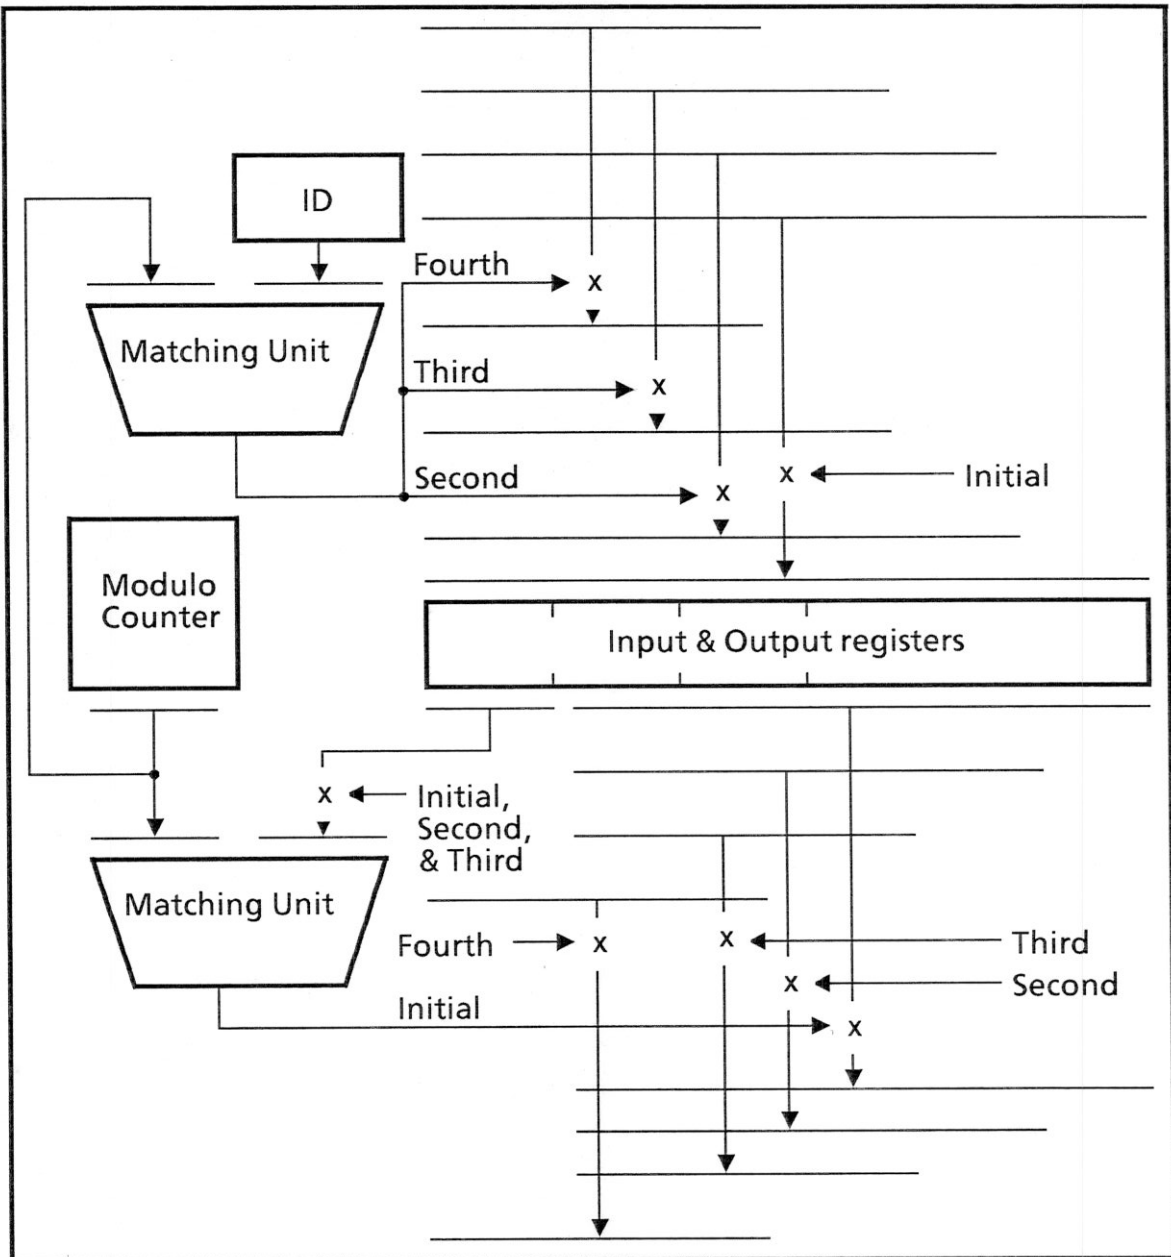 ID
Fourth
x
Matching Unit
Third
x
Second
x
x
Initial
Modulo
Counter
Input & Output registers
x
Initial,
Second,
& Third
Matching Unit
Fourth
x
x
Third
x
Second
Initial
x